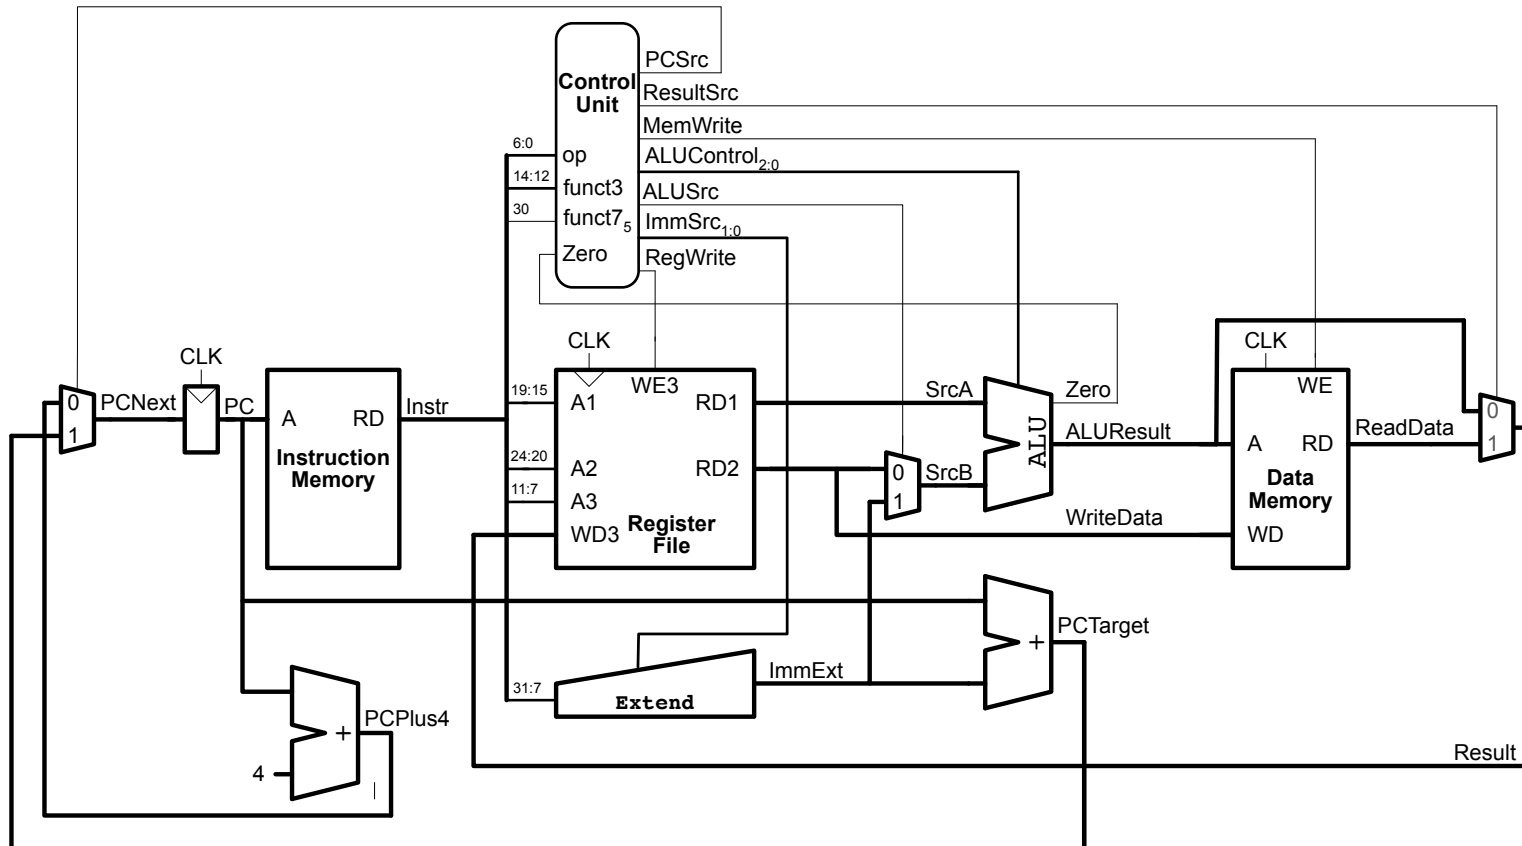 PCSrc
Control
Unit
ResultSrc
MemWrite
6:0
op
ALUControl2:0
14:12
funct3
ALUSrc
30
funct75
ImmSrc1:0
Zero
RegWrite
CLK
CLK
CLK
0
1
PCNext
PC
A
RD
Instruction
Memory
Instr
19:15
A1
WE3
RD1
24:20
A2
RD2
11:7
A3
WD3
Register
File
SrcA
0
1
SrcB
ALU
Zero
ALUResult
WriteData
WE
A
RD
Data
Memory
WD
ReadData
0
1
+
PCTarget
31:7
Extend
ImmExt
+
PCPlus4
4
Result